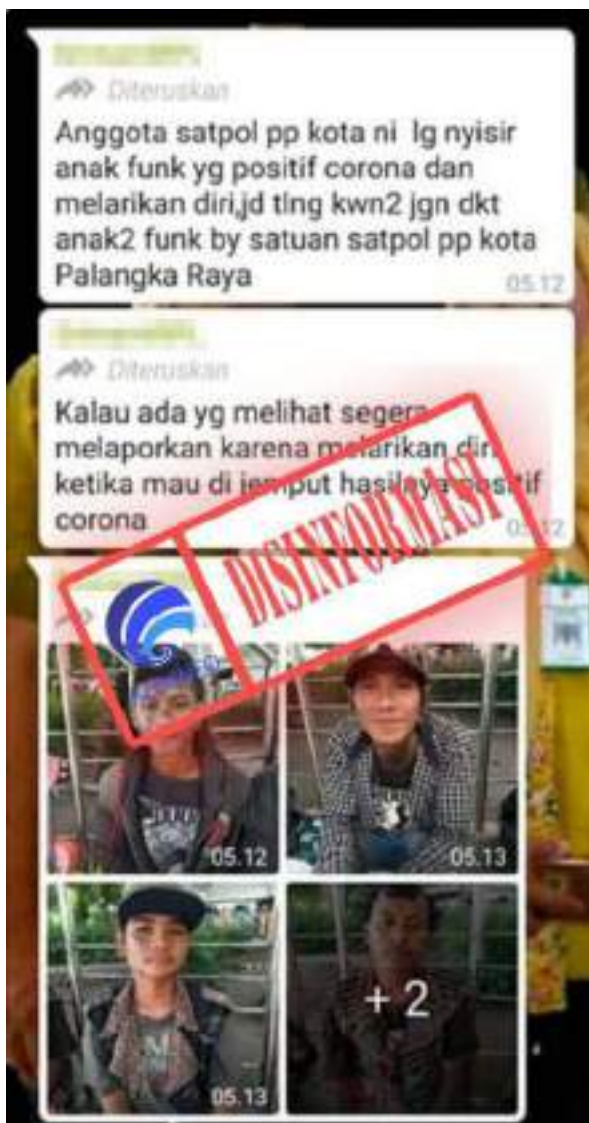 Diteruskan
Anggota satpol pp kota ni lg nyisir
anak funk yg positif corona dan
melarikan diri,jd tlng kwn2 jgn dkt
anak2 funk by satuan satpol pp kota
Palangka Raya
05.12
Diteruskan
Kalau ada yg melihat segera
melaporkan karena melarikan diri
ketika mau di jemput hasilnya positif
corona
05.12
DISINFORMASI
05.12
05.13
05.13
+ 2